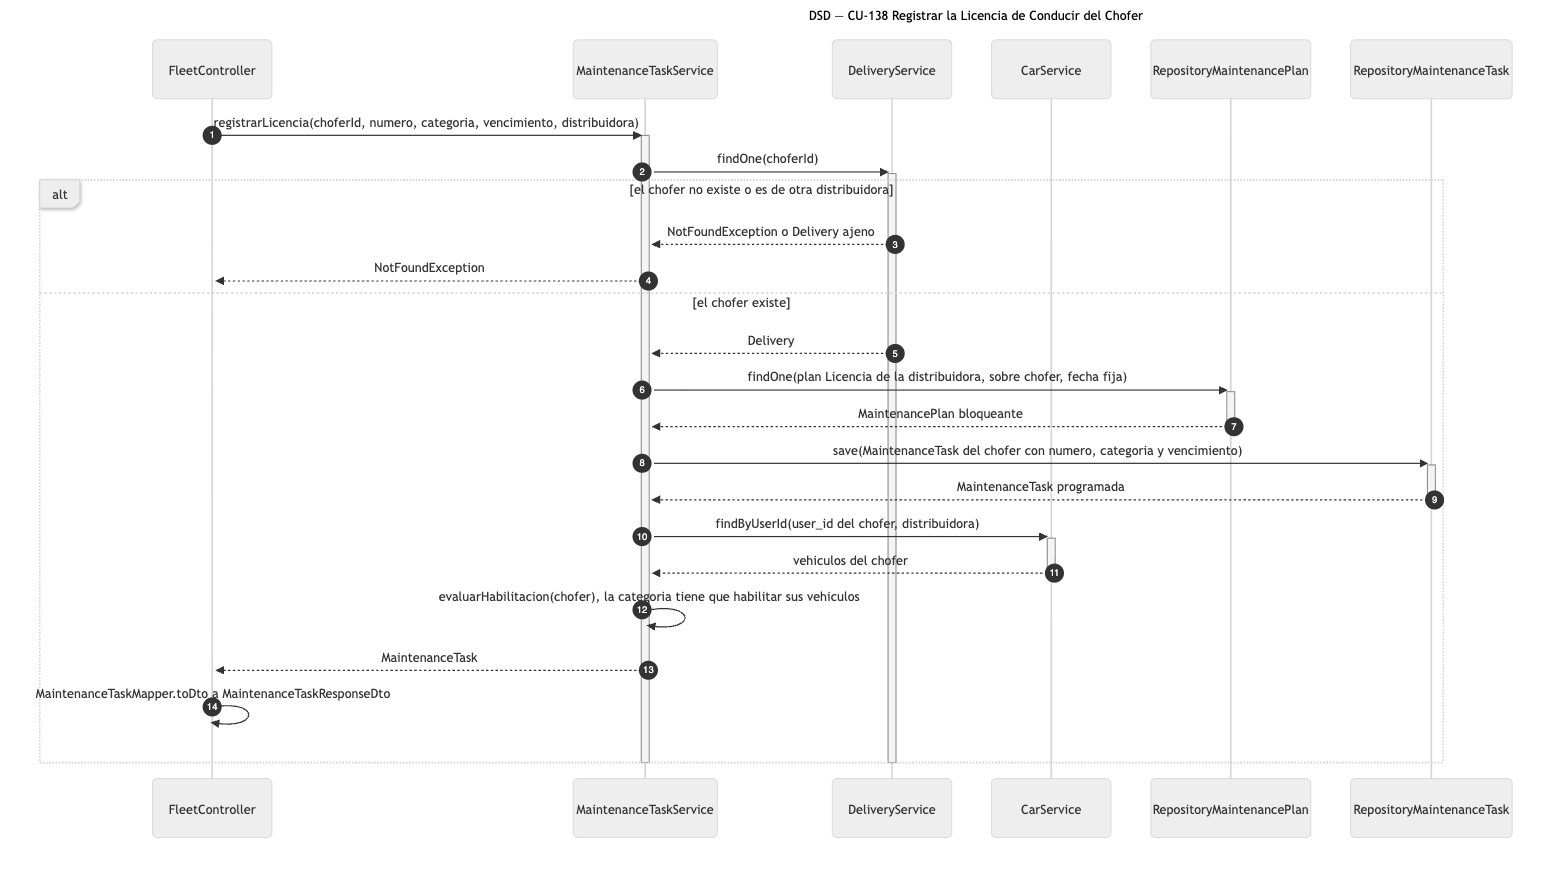 DSD — CU-138 Registrar la Licencia de Conducir del Chofer
FleetController
MaintenanceTaskService
DeliveryService
CarService
RepositoryMaintenancePlan
RepositoryMaintenanceTask
registrarLicencia(choferId, numero, categoria, vencimiento, distribuidora)
1
findOne(choferId)
2
alt
[el chofer no existe o es de otra distribuidora]
NotFoundException o Delivery ajeno
3
NotFoundException
4
[el chofer existe]
Delivery
5
findOne(plan Licencia de la distribuidora, sobre chofer, fecha fija)
6
MaintenancePlan bloqueante
7
save(MaintenanceTask del chofer con numero, categoria y vencimiento)
8
MaintenanceTask programada
9
findByUserId(user_id del chofer, distribuidora)
10
vehiculos del chofer
11
evaluarHabilitacion(chofer), la categoria tiene que habilitar sus vehiculos
12
MaintenanceTask
13
MaintenanceTaskMapper.toDto a MaintenanceTaskResponseDto
14
FleetController
MaintenanceTaskService
DeliveryService
CarService
RepositoryMaintenancePlan
RepositoryMaintenanceTask